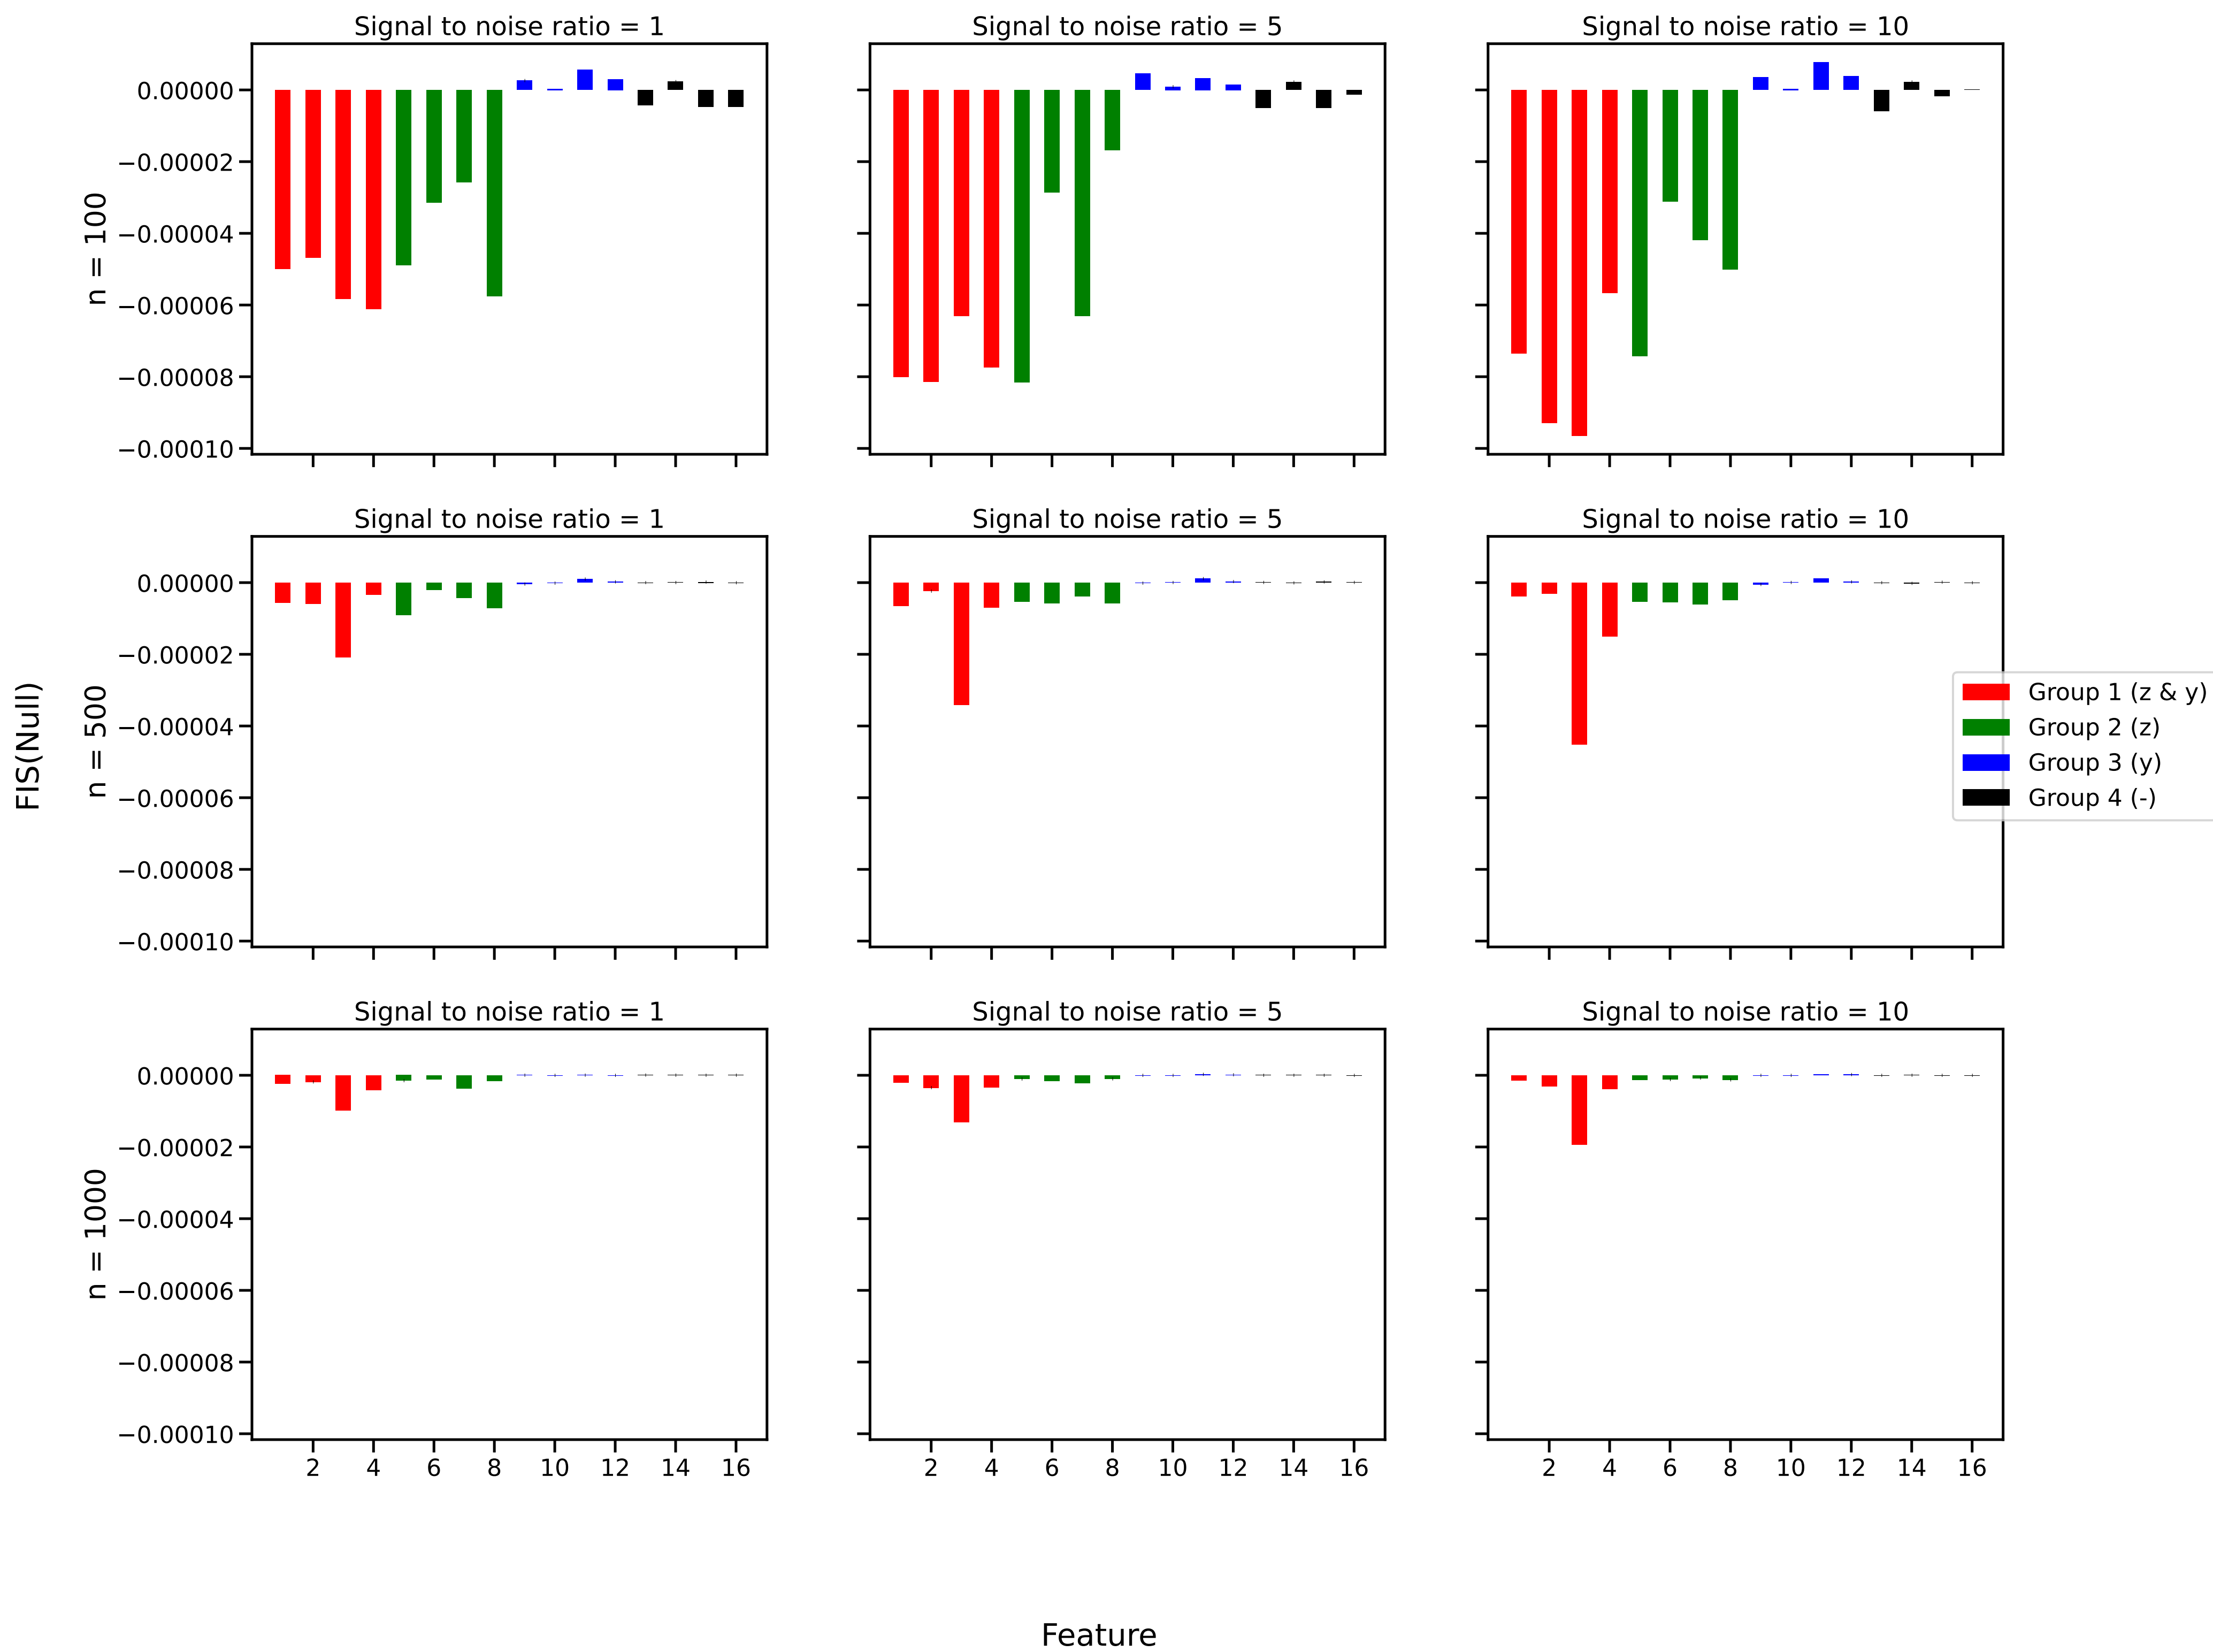 Signal to noise ratio = 1
Signal to noise ratio = 5
Signal to noise ratio = 10
0.00000
−0.00002
−0.00004
−0.00006
−0.00008
−0.00010
n = 100
Signal to noise ratio = 1
Signal to noise ratio = 5
Signal to noise ratio = 10
0.00000
−0.00002
−0.00004
−0.00006
−0.00008
−0.00010
n = 500
FIS(Null)
Group 1 (z & y)
Group 2 (z)
Group 3 (y)
Group 4 (-)
Signal to noise ratio = 1
Signal to noise ratio = 5
Signal to noise ratio = 10
0.00000
−0.00002
−0.00004
−0.00006
−0.00008
−0.00010
n = 1000
2 4 6 8 10 12 14 16
2 4 6 8 10 12 14 16
2 4 6 8 10 12 14 16
Feature